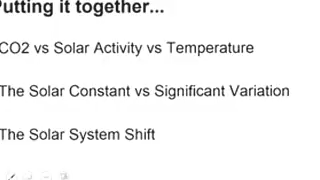 Putting it together...
CO2 vs Solar Activity vs Temperature
The Solar Constant vs Significant Variation
The Solar System Shift